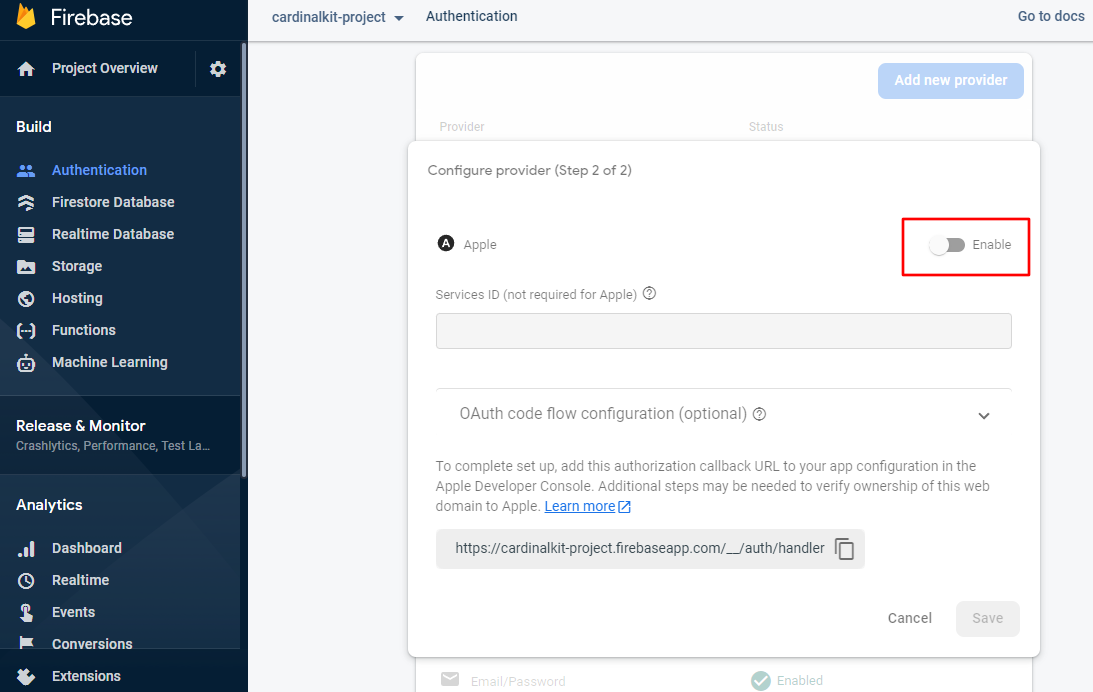 Firebase
Project Overview
Build
Authentication
Firestore Database
Realtime Database
Storage
Hosting
Functions
Machine Learning
Release & Monitor
Crashlytics, Performance, Test La...
Analytics
Dashboard
Realtime
Events
Conversions
Extensions
cardinalkit-project Authentication Go to docs
Add new provider
Provider Status
Configure provider (Step 2 of 2)
A Apple Enable
Services ID (not required for Apple) ?
OAuth code flow configuration (optional) ?
To complete set up, add this authorization callback URL to your app configuration in the
Apple Developer Console. Additional steps may be needed to verify ownership of this web
domain to Apple. Learn more
https://cardinalkit-project.firebaseapp.com/__/auth/handler
Cancel Save
Email/Password Enabled